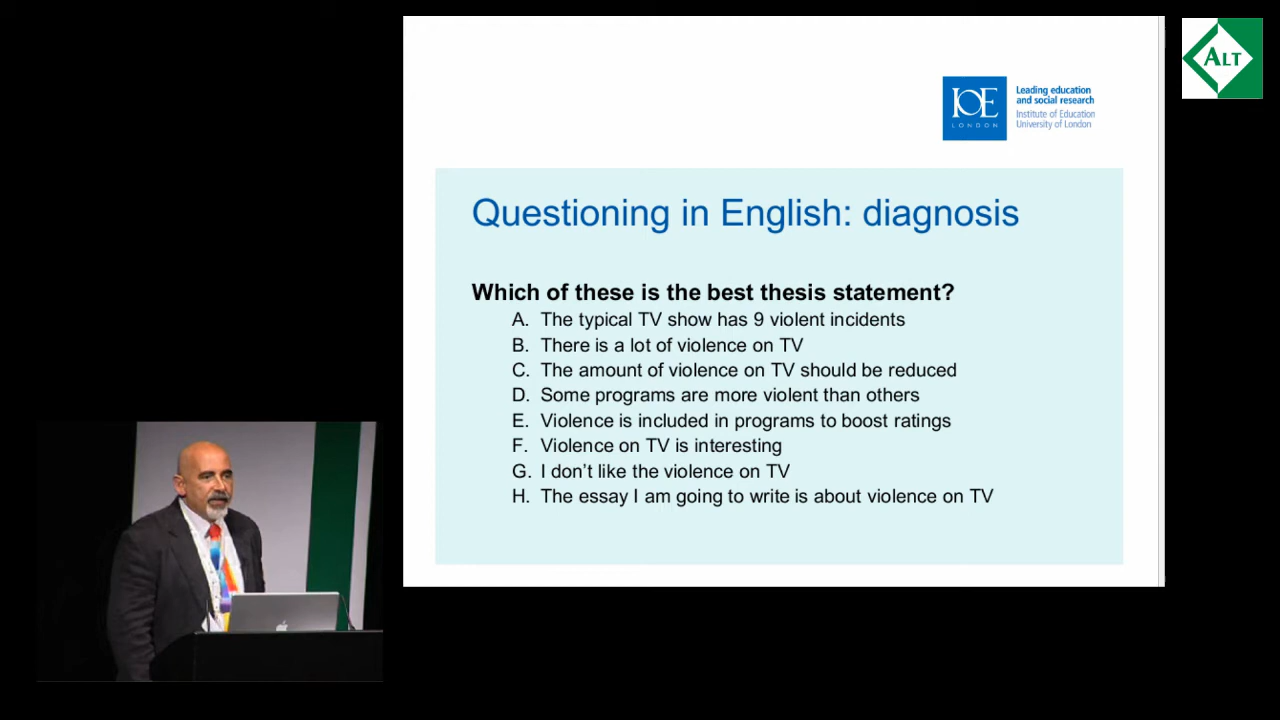 ALT
IOE
LONDON
Leading education
and social research
Institute of Education
University of London
Questioning in English: diagnosis
Which of these is the best thesis statement?
A. The typical TV show has 9 violent incidents
B. There is a lot of violence on TV
C. The amount of violence on TV should be reduced
D. Some programs are more violent than others
E. Violence is included in programs to boost ratings
F. Violence on TV is interesting
G. I don’t like the violence on TV
H. The essay I am going to write is about violence on TV